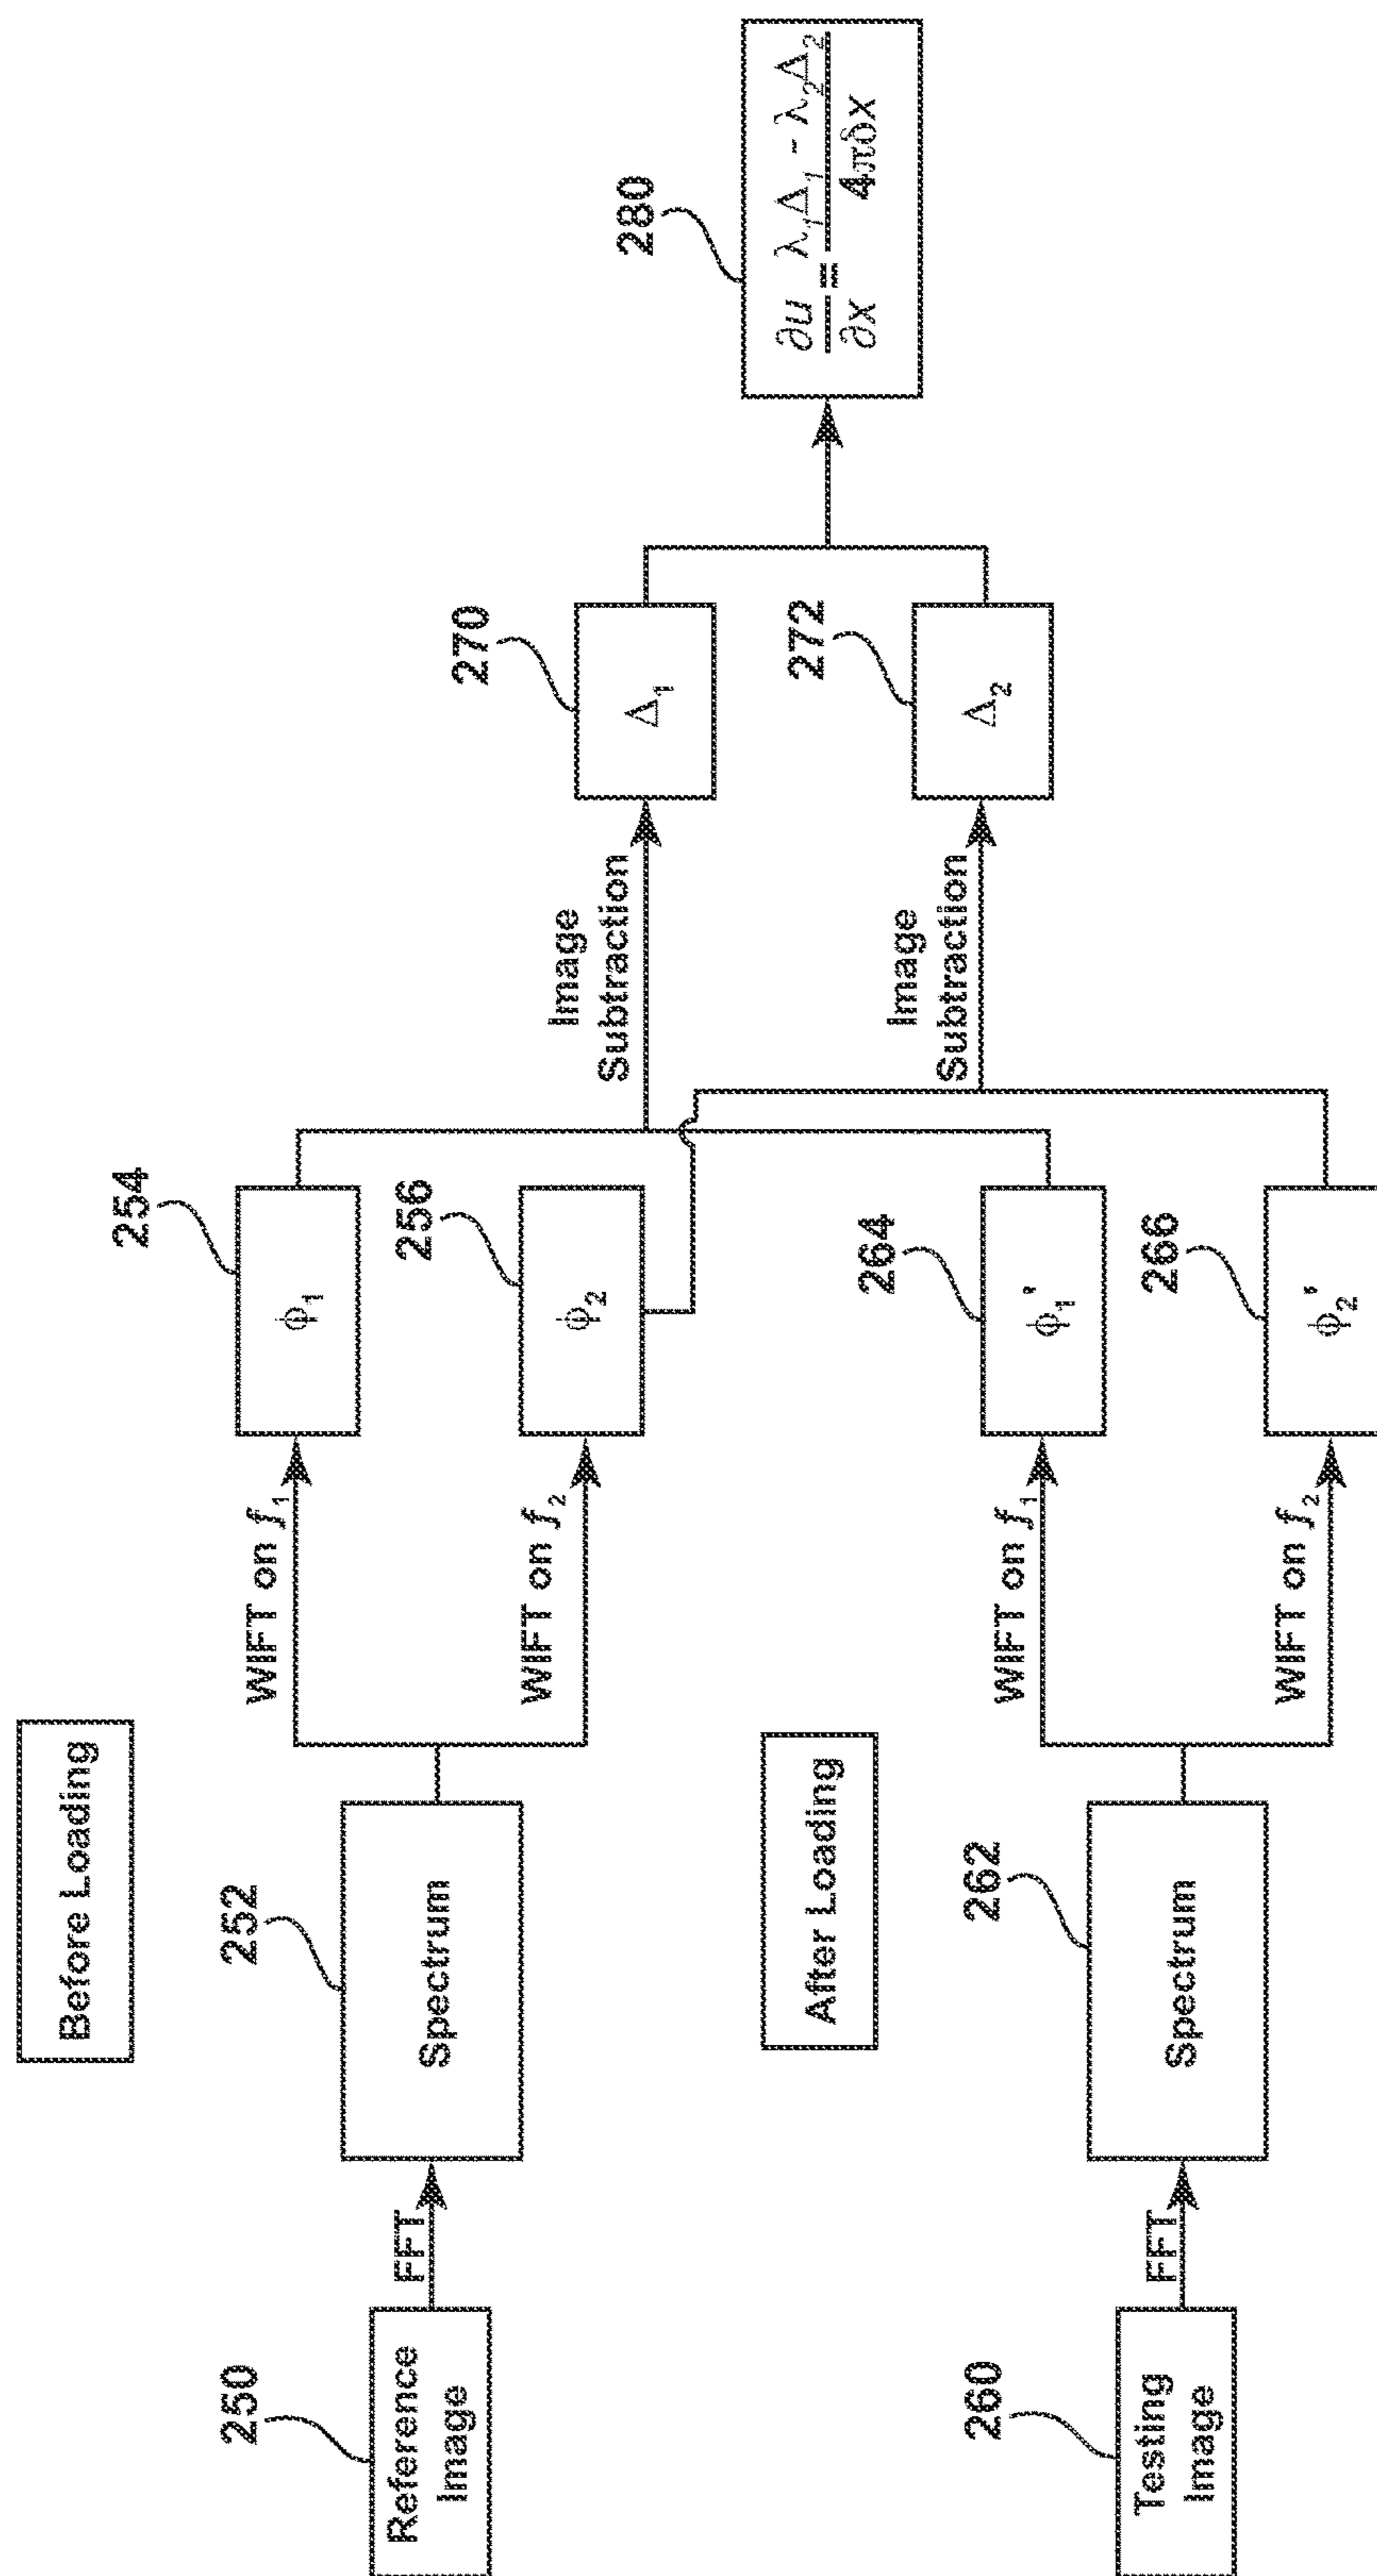 Before Loading
250
Reference
Image
FFT
252
Spectrum
WIFT on f₁
WIFT on f₂
254
ϕ₁
256
ϕ₂
After Loading
260
Testing
Image
FFT
262
Spectrum
WIFT on f₁
WIFT on f₂
264
ϕ₁'
266
ϕ₂'
Image
Subtraction
Image
Subtraction
270
Δ₁
272
Δ₂
280
∂u/∂x = (λ₁Δ₁ - λ₂Δ₂)/(4πδx)